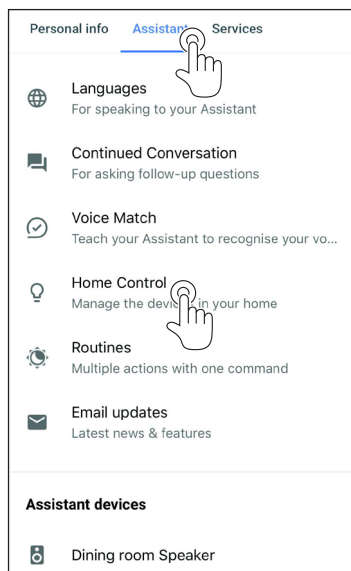 Personal info Assistant Services
Languages
For speaking to your Assistant
Continued Conversation
For asking follow-up questions
Voice Match
Teach your Assistant to recognise your vo...
Home Control
Manage the devices in your home
Routines
Multiple actions with one command
Email updates
Latest news & features
Assistant devices
Dining room Speaker